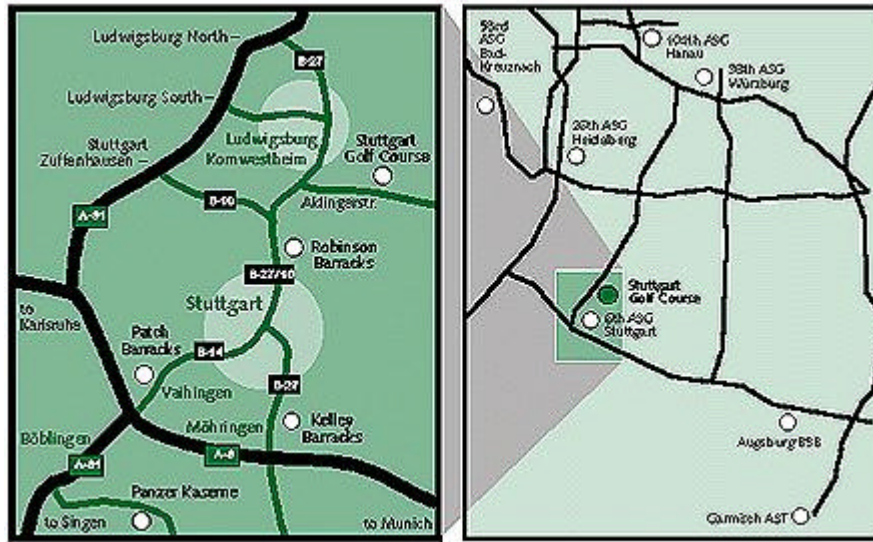 Ludwigsburg North
B-27
Ludwigsburg South
Stuttgart
Zuffenhausen
Ludwigsburg
Kornwestheim
Stuttgart
Golf Course
Aldingerstr.
A-81
B-10
Robinson
Barracks
B-27/10
Stuttgart
to
Karlsruhe
Patch
Barracks
B-14
B-27
Vaihingen
Möhringen
Kelley
Barracks
Böblingen
A-81
A-8
Panzer Kaserne
to Singen
to Munich
53rd
ASG
Bad-
Kreuznach
104th ASG
Hanau
98th ASG
Würzburg
26th ASG
Heidelberg
Stuttgart
Golf Course
6th ASG
Stuttgart
Augsburg BSB
Garmisch AST